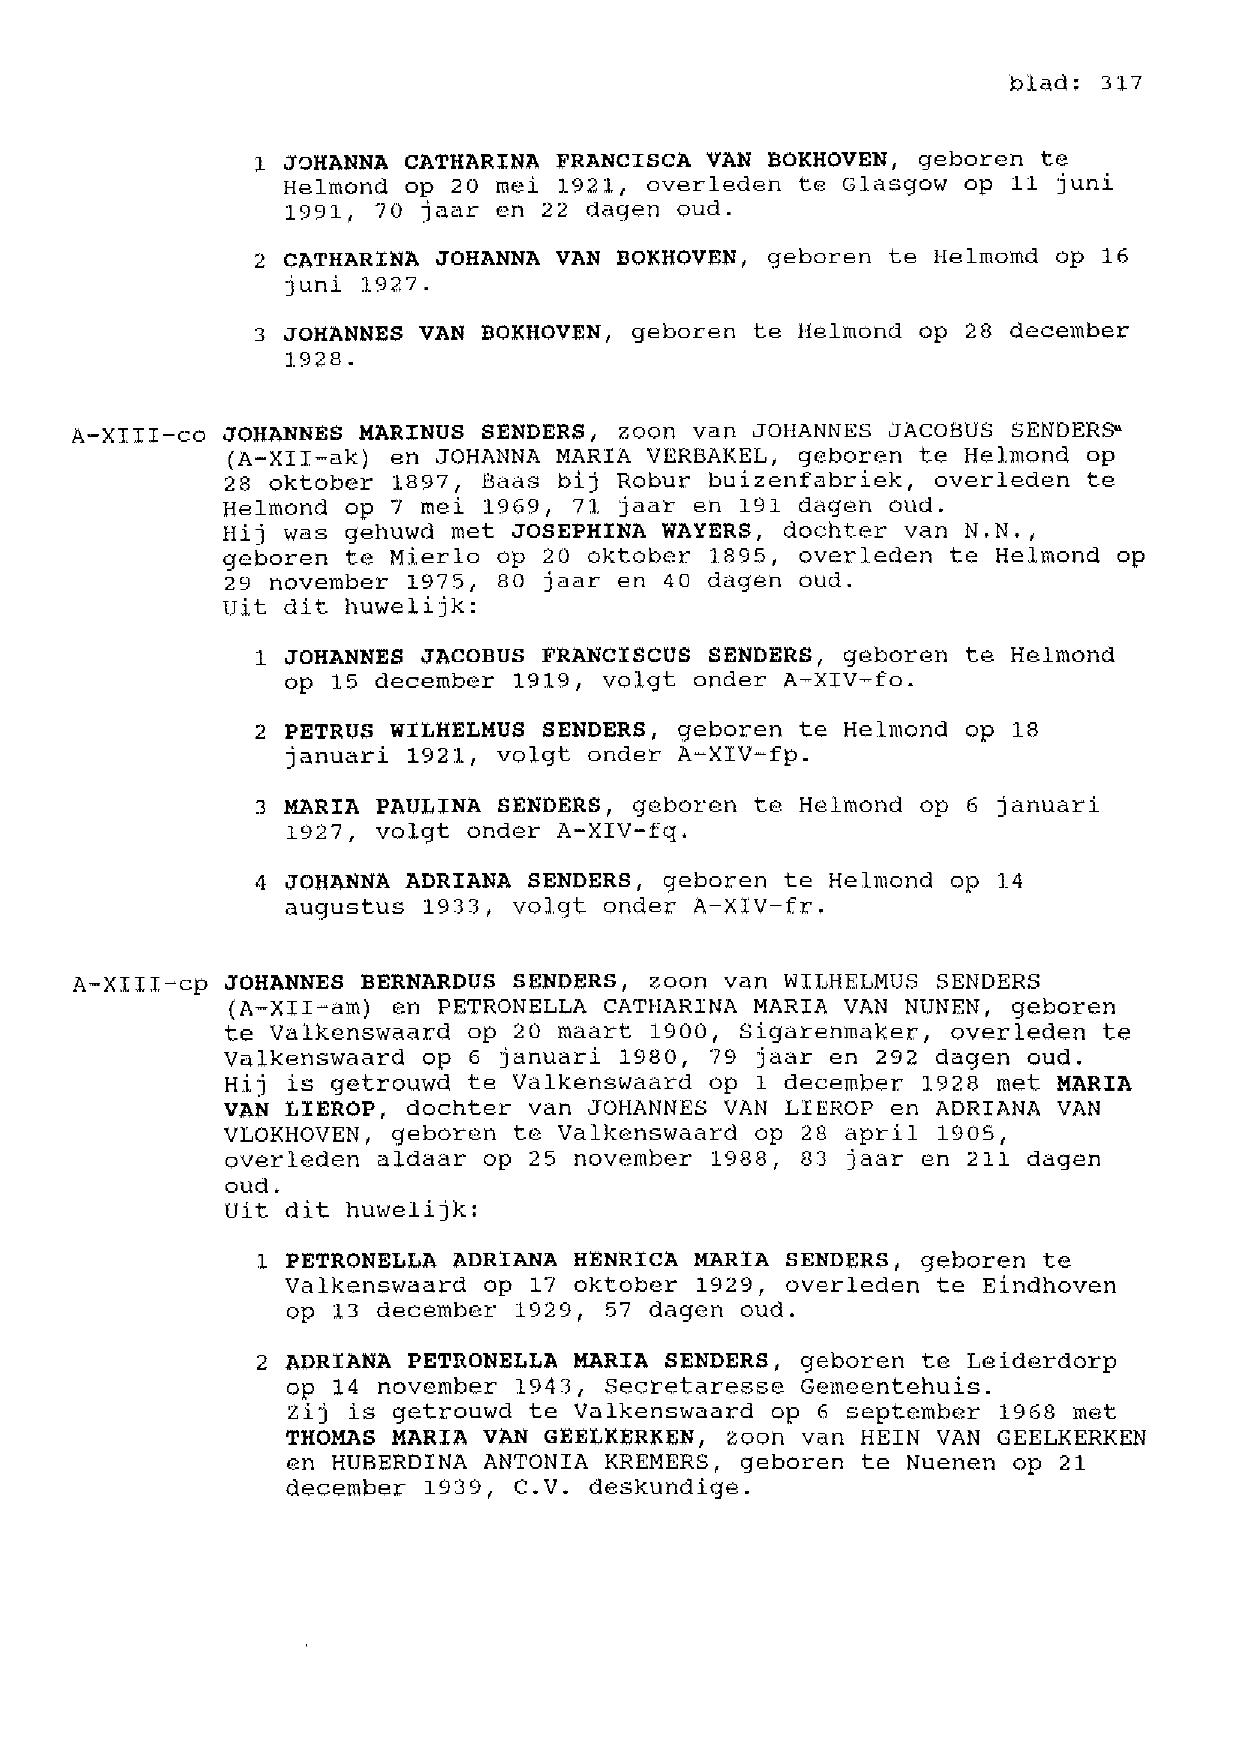 blad: 317
1 JOHANNA CATHARINA FRANCISCA VAN BOKHOVEN, geboren te
Helmond op 20 mei 1921, overleden te Glasgow op 11 juni
1991, 70 jaar en 22 dagen oud.
2 CATHARINA JOHANNA VAN BOKHOVEN, geboren te Helmomd op 16
juni 1927.
3 JOHANNES VAN BOKHOVEN, geboren te Helmond op 28 december
1928.
A-XIII-co JOHANNES MARINUS SENDERS, zoon van JOHANNES JACOBUS SENDERS
(A-XII-ak) en JOHANNA MARIA VERBAKEL, geboren te Helmond op
28 oktober 1897, Baas bij Robur buizenfabriek, overleden te
Helmond op 7 mei 1969, 71 jaar en 191 dagen oud.
Hij was gehuwd met JOSEPHINA WAYERS, dochter van N.N.,
geboren te Mierlo op 20 oktober 1895, overleden te Helmond op
29 november 1975, 80 jaar en 40 dagen oud.
Uit dit huwelijk:
1 JOHANNES JACOBUS FRANCISCUS SENDERS, geboren te Helmond
op 15 december 1919, volgt onder A-XIV-fo.
2 PETRUS WILHELMUS SENDERS, geboren te Helmond op 18
januari 1921, volgt onder A-XIV-fp.
3 MARIA PAULINA SENDERS, geboren te Helmond op 6 januari
1927, volgt onder A-XIV-fq.
4 JOHANNA ADRIANA SENDERS, geboren te Helmond op 14
augustus 1933, volgt onder A-XIV-fr.
A-XIII-cp JOHANNES BERNARDUS SENDERS, zoon van WILHELMUS SENDERS
(A-XII-am) en PETRONELLA CATHARINA MARIA VAN NUNEN, geboren
te Valkenswaard op 20 maart 1900, Sigarenmaker, overleden te
Valkenswaard op 6 januari 1980, 79 jaar en 292 dagen oud.
Hij is getrouwd te Valkenswaard op 1 december 1928 met MARIA
VAN LIEROP, dochter van JOHANNES VAN LIEROP en ADRIANA VAN
VLOKHOVEN, geboren te Valkenswaard op 28 april 1905,
overleden aldaar op 25 november 1988, 83 jaar en 211 dagen
oud.
Uit dit huwelijk:
1 PETRONELLA ADRIANA HENRICA MARIA SENDERS, geboren te
Valkenswaard op 17 oktober 1929, overleden te Eindhoven
op 13 december 1929, 57 dagen oud.
2 ADRIANA PETRONELLA MARIA SENDERS, geboren te Leiderdorp
op 14 november 1943, Secretaresse Gemeentehuis.
Zij is getrouwd te Valkenswaard op 6 september 1968 met
THOMAS MARIA VAN GEELKERKEN, zoon van HEIN VAN GEELKERKEN
en HUBERDINA ANTONIA KREMERS, geboren te Nuenen op 21
december 1939, C.V. deskundige.